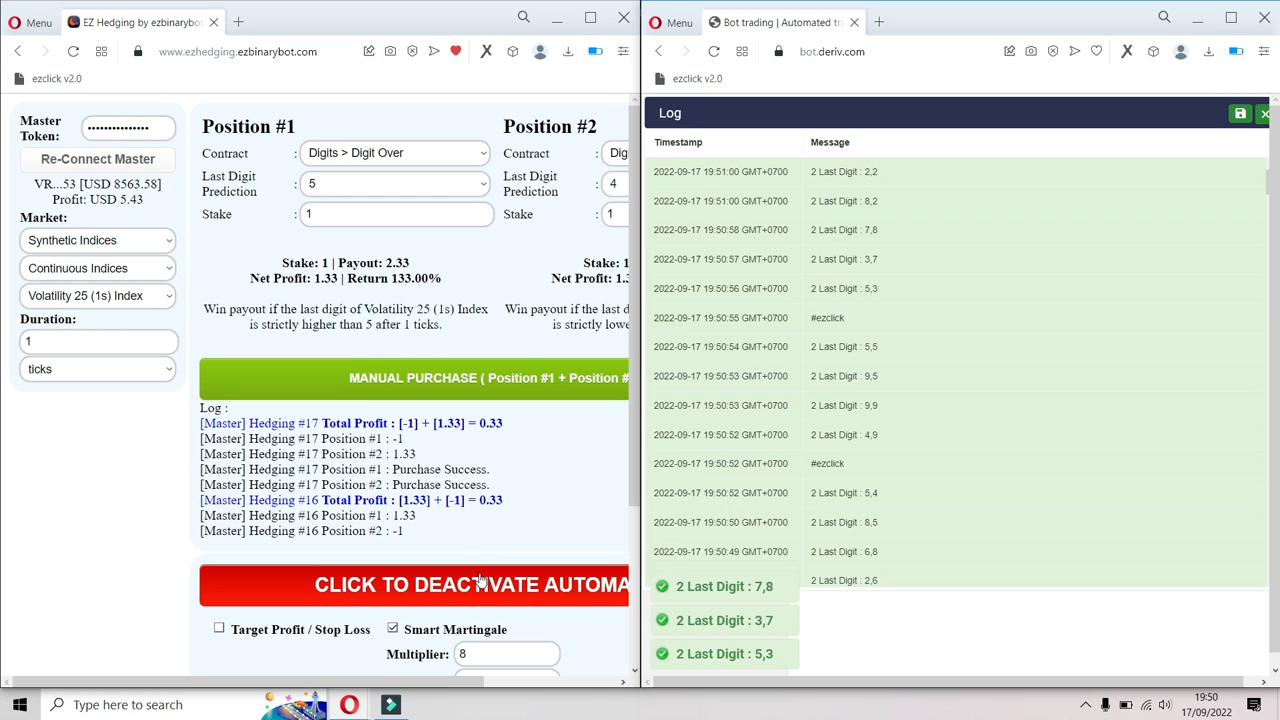 Menu
EZ Hedging by ezbinarybot
www.ezhedging.ezbinarybot.com
ezclick v2.0
Master
Token:
•••••••••••••••
Re-Connect Master
VR...53 [USD 8563.58]
Profit: USD 5.43
Market:
Synthetic Indices
Continuous Indices
Volatility 25 (1s) Index
Duration:
1
ticks
Position #1
Contract : Digits > Digit Over
Last Digit
Prediction : 5
Stake : 1
Stake: 1 | Payout: 2.33
Net Profit: 1.33 | Return 133.00%
Win payout if the last digit of Volatility 25 (1s) Index
is strictly higher than 5 after 1 ticks.
Position #2
Contract : Dig
Last Digit
Prediction : 4
Stake : 1
Stake:
Net Profit: 1.3
Win payout if the last d
is strictly lowe
MANUAL PURCHASE ( Position #1 + Position #
Log :
[Master] Hedging #17 Total Profit : [-1] + [1.33] = 0.33
[Master] Hedging #17 Position #1 : -1
[Master] Hedging #17 Position #2 : 1.33
[Master] Hedging #17 Position #1 : Purchase Success.
[Master] Hedging #17 Position #2 : Purchase Success.
[Master] Hedging #16 Total Profit : [1.33] + [-1] = 0.33
[Master] Hedging #16 Position #1 : 1.33
[Master] Hedging #16 Position #2 : -1
CLICK TO DEACTIVATE AUTOMA
Target Profit / Stop Loss
Smart Martingale
Multiplier: 8
Menu
Bot trading | Automated tr
bot.deriv.com
ezclick v2.0
Log
Timestamp Message
2022-09-17 19:51:00 GMT+0700 2 Last Digit : 2,2
2022-09-17 19:51:00 GMT+0700 2 Last Digit : 8,2
2022-09-17 19:50:58 GMT+0700 2 Last Digit : 7,8
2022-09-17 19:50:57 GMT+0700 2 Last Digit : 3,7
2022-09-17 19:50:56 GMT+0700 2 Last Digit : 5,3
2022-09-17 19:50:55 GMT+0700 #ezclick
2022-09-17 19:50:54 GMT+0700 2 Last Digit : 5,5
2022-09-17 19:50:53 GMT+0700 2 Last Digit : 9,5
2022-09-17 19:50:53 GMT+0700 2 Last Digit : 9,9
2022-09-17 19:50:52 GMT+0700 2 Last Digit : 4,9
2022-09-17 19:50:52 GMT+0700 #ezclick
2022-09-17 19:50:52 GMT+0700 2 Last Digit : 5,4
2022-09-17 19:50:50 GMT+0700 2 Last Digit : 8,5
2022-09-17 19:50:49 GMT+0700 2 Last Digit : 6,8
2 Last Digit : 2,6
2 Last Digit : 7,8
2 Last Digit : 3,7
2 Last Digit : 5,3
Type here to search
19:50
17/09/2022